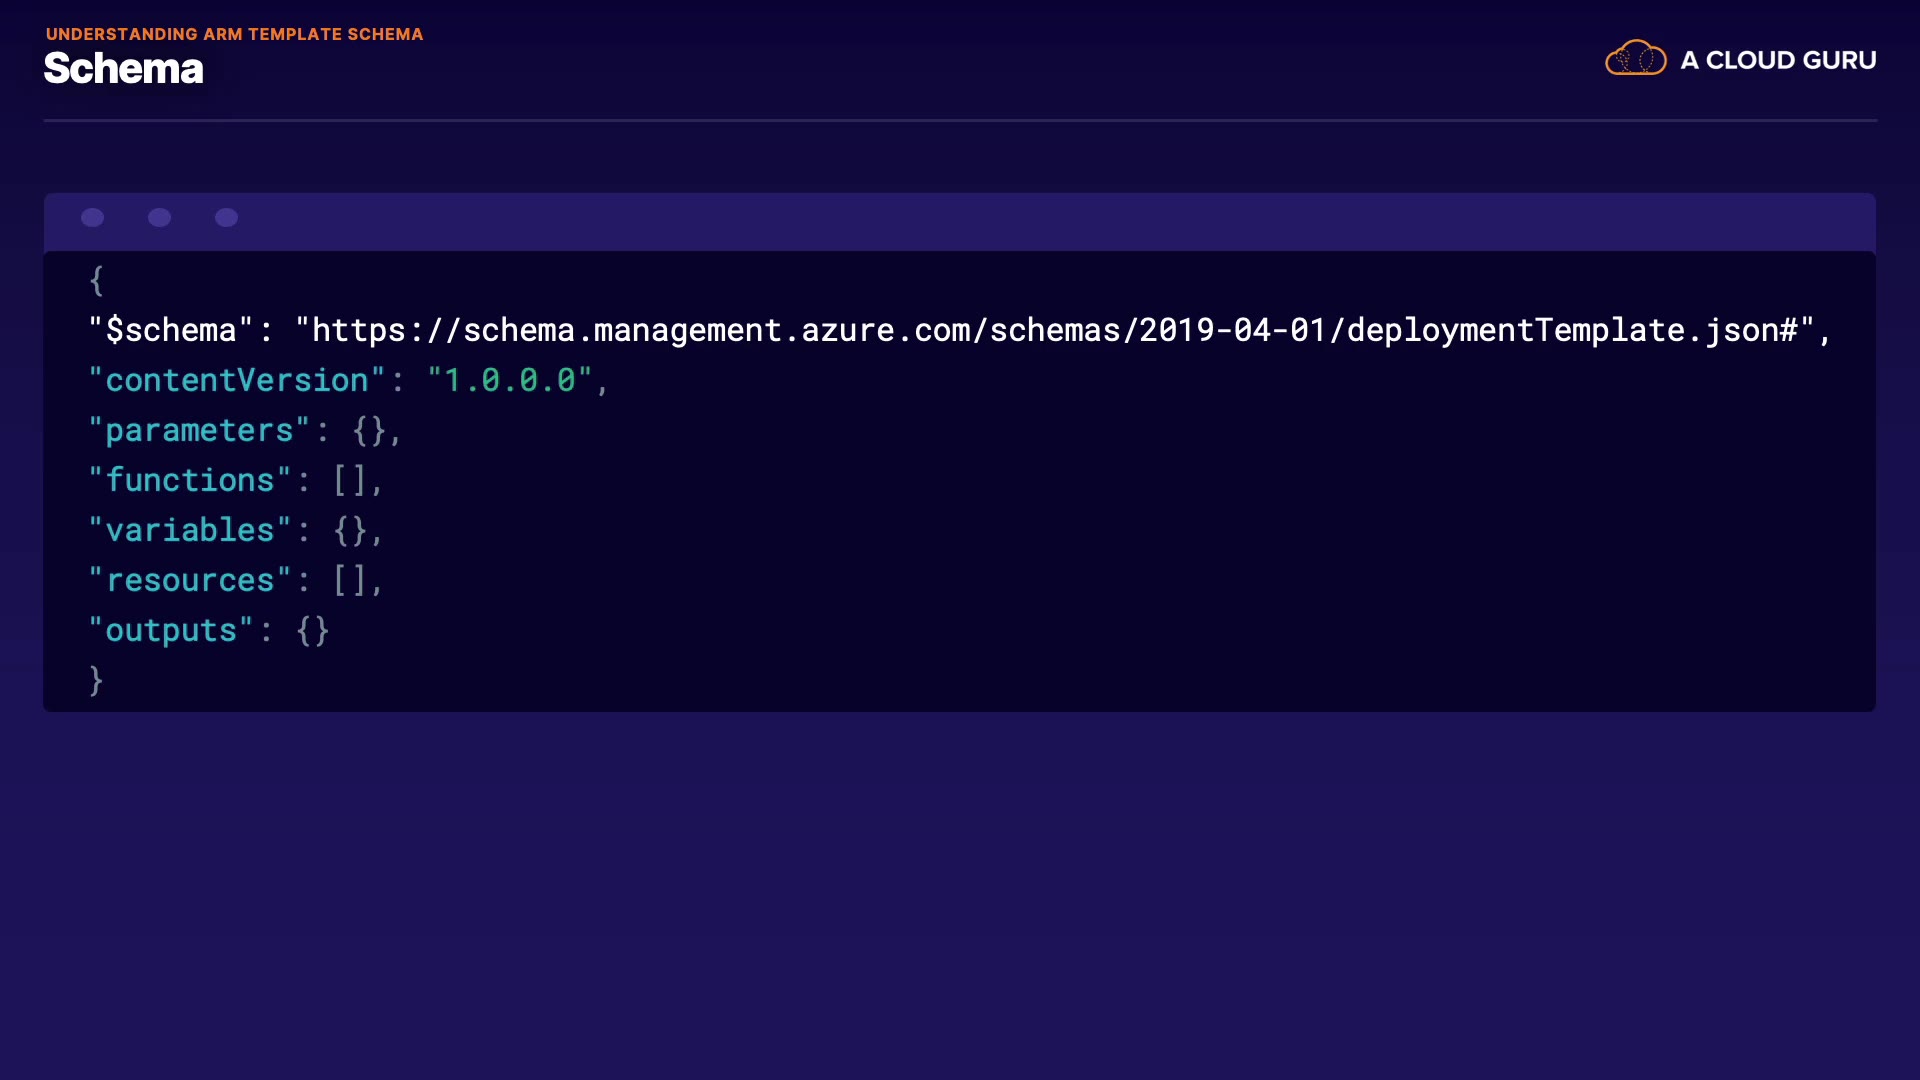 UNDERSTANDING ARM TEMPLATE SCHEMA
Schema
A CLOUD GURU
{
"$schema": "https://schema.management.azure.com/schemas/2019-04-01/deploymentTemplate.json#",
"contentVersion": "1.0.0.0",
"parameters": {},
"functions": [],
"variables": {},
"resources": [],
"outputs": {}
}